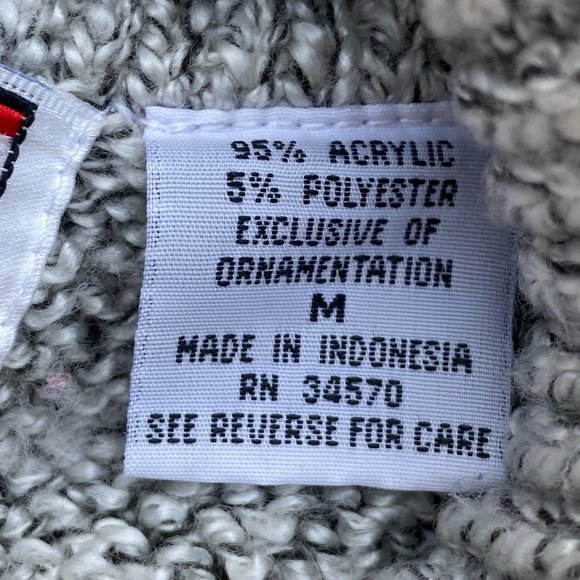 95% ACRYLIC
5% POLYESTER
EXCLUSIVE OF
ORNAMENTATION
M
MADE IN INDONESIA
RN 34570
SEE REVERSE FOR CARE